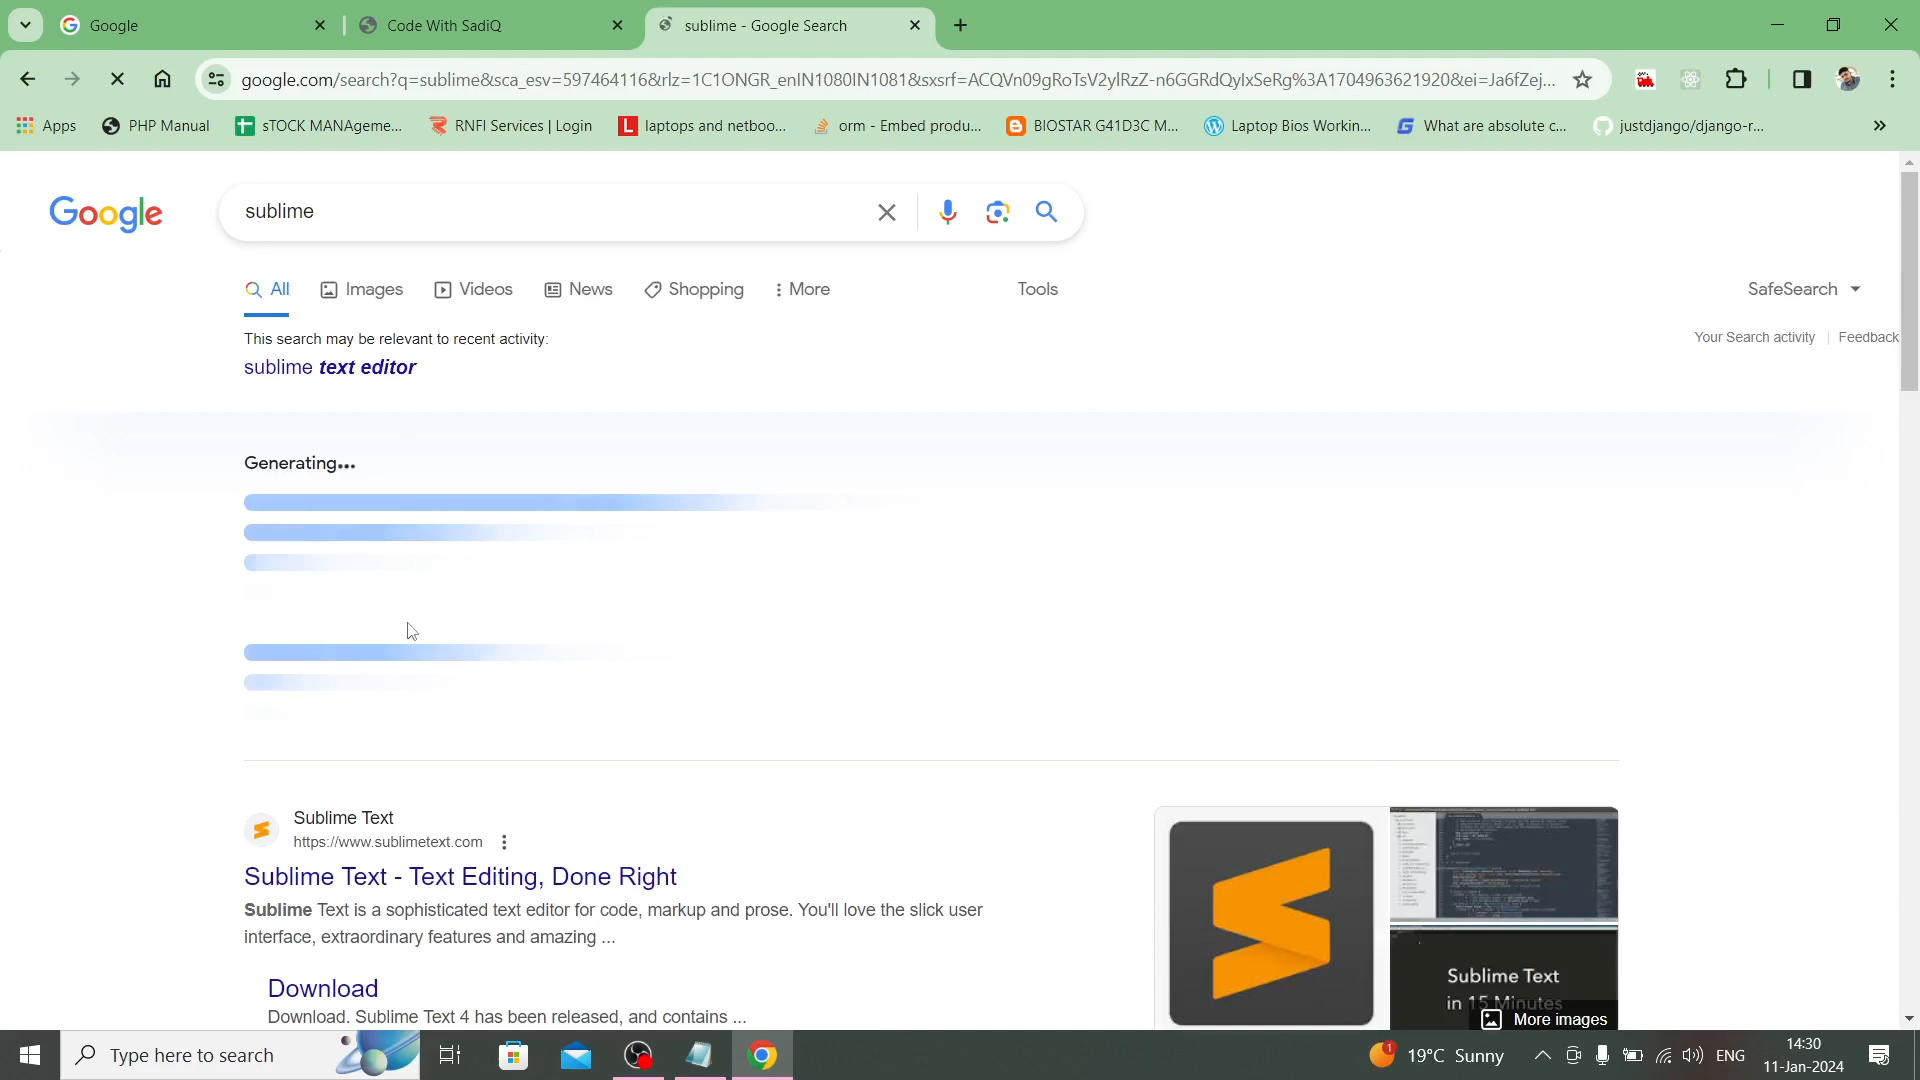 Google
Code With SadiQ
sublime - Google Search
google.com/search?q=sublime&sca_esv=597464116&rlz=1C1ONGR_enIN1080IN1081&sxsrf=ACQVn09gRoTsV2ylRzZ-n6GGRdQyIxSeRg%3A1704963621920&ei=Ja6fZej...
Apps
PHP Manual
sTOCK MANAgeme...
RNFI Services | Login
laptops and netboo...
orm - Embed produ...
BIOSTAR G41D3C M...
Laptop Bios Workin...
What are absolute c...
justdjango/django-r...
Google
sublime
All
Images
Videos
News
Shopping
More
Tools
SafeSearch
This search may be relevant to recent activity:
sublime text editor
Your Search activity
Feedback
Generating...
Sublime Text
https://www.sublimetext.com
Sublime Text - Text Editing, Done Right
Sublime Text is a sophisticated text editor for code, markup and prose. You'll love the slick user
interface, extraordinary features and amazing ...
Download
Download. Sublime Text 4 has been released, and contains ...
Sublime Text
in 15 Minutes
More images
Type here to search
1
19°C Sunny
ENG
14:30
11-Jan-2024